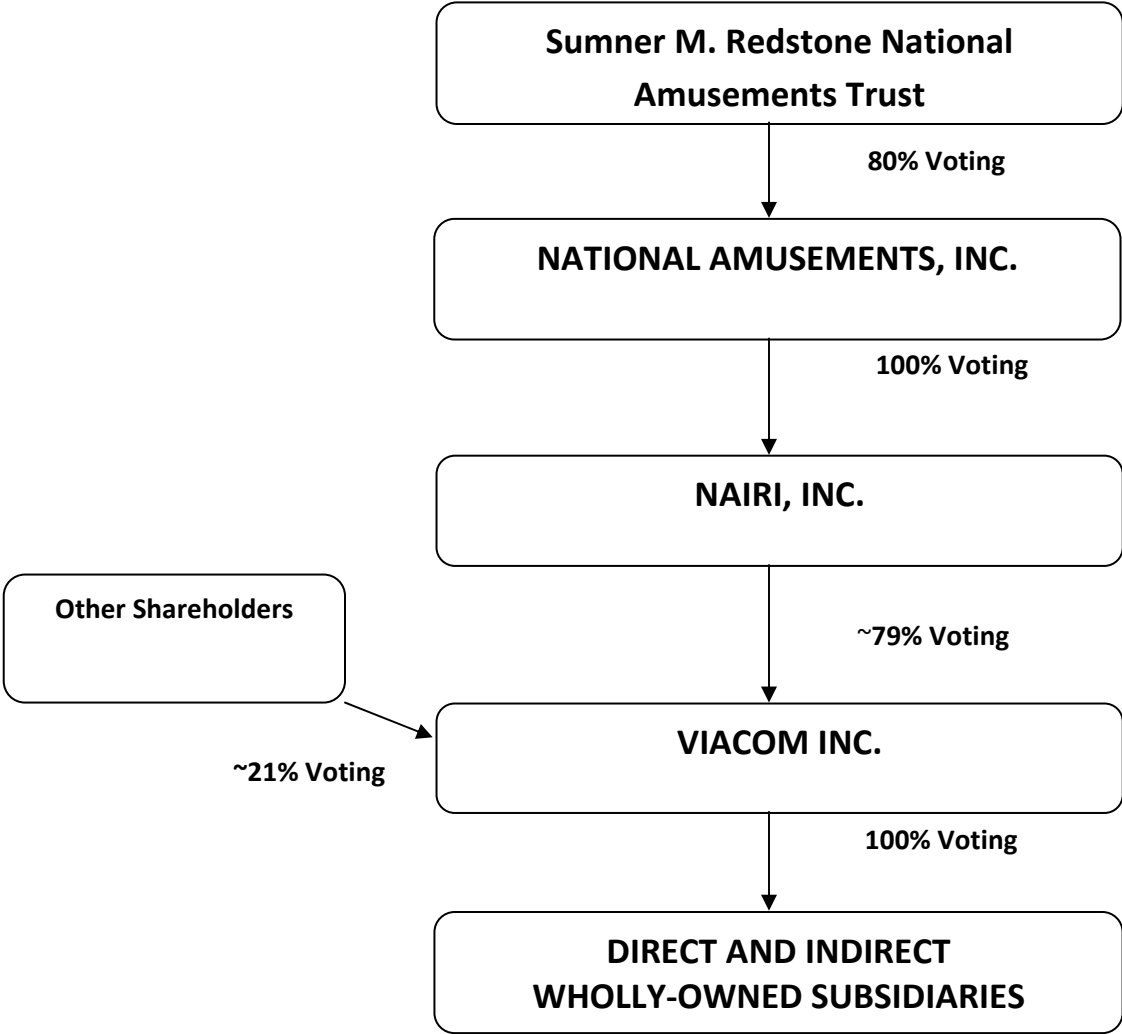 Sumner M. Redstone National
Amusements Trust
80% Voting
NATIONAL AMUSEMENTS, INC.
100% Voting
NAIRI, INC.
Other Shareholders
~79% Voting
VIACOM INC.
~21% Voting
100% Voting
DIRECT AND INDIRECT
WHOLLY-OWNED SUBSIDIARIES